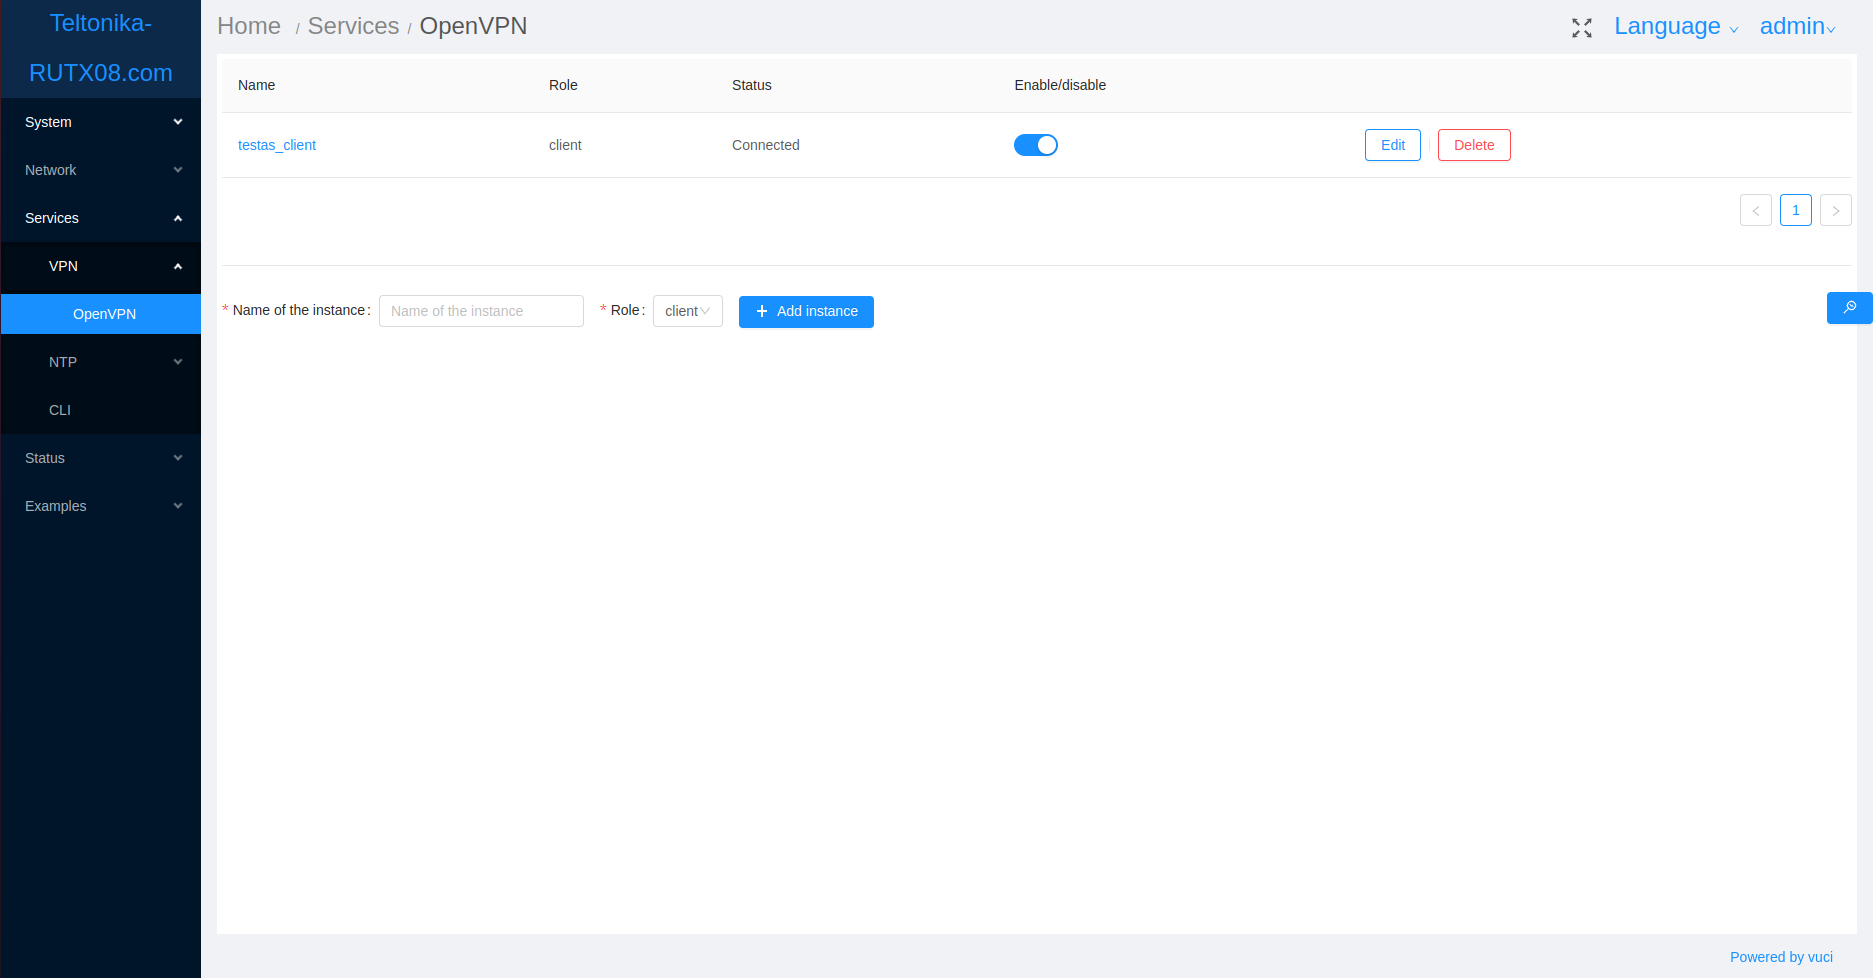 Teltonika-
RUTX08.com
System
Network
Services
VPN
OpenVPN
NTP
CLI
Status
Examples
Home / Services / OpenVPN
Language admin
Name Role Status Enable/disable
testas_client client Connected Edit Delete
1
* Name of the instance: Name of the instance * Role: client Add instance
Powered by vuci